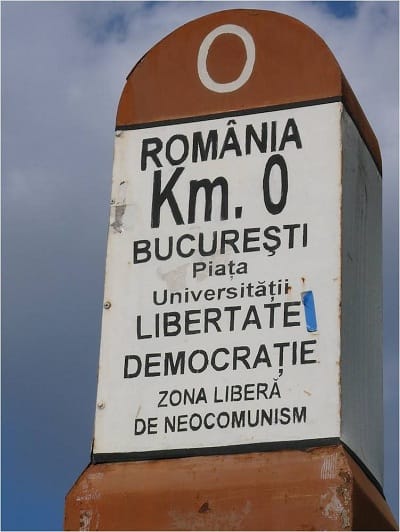 0
ROMÂNIA
Km. 0
BUCUREŞTI
Piaţa
Universităţii
LIBERTATE
DEMOCRAŢIE
ZONA LIBERĂ
DE NEOCOMUNISM